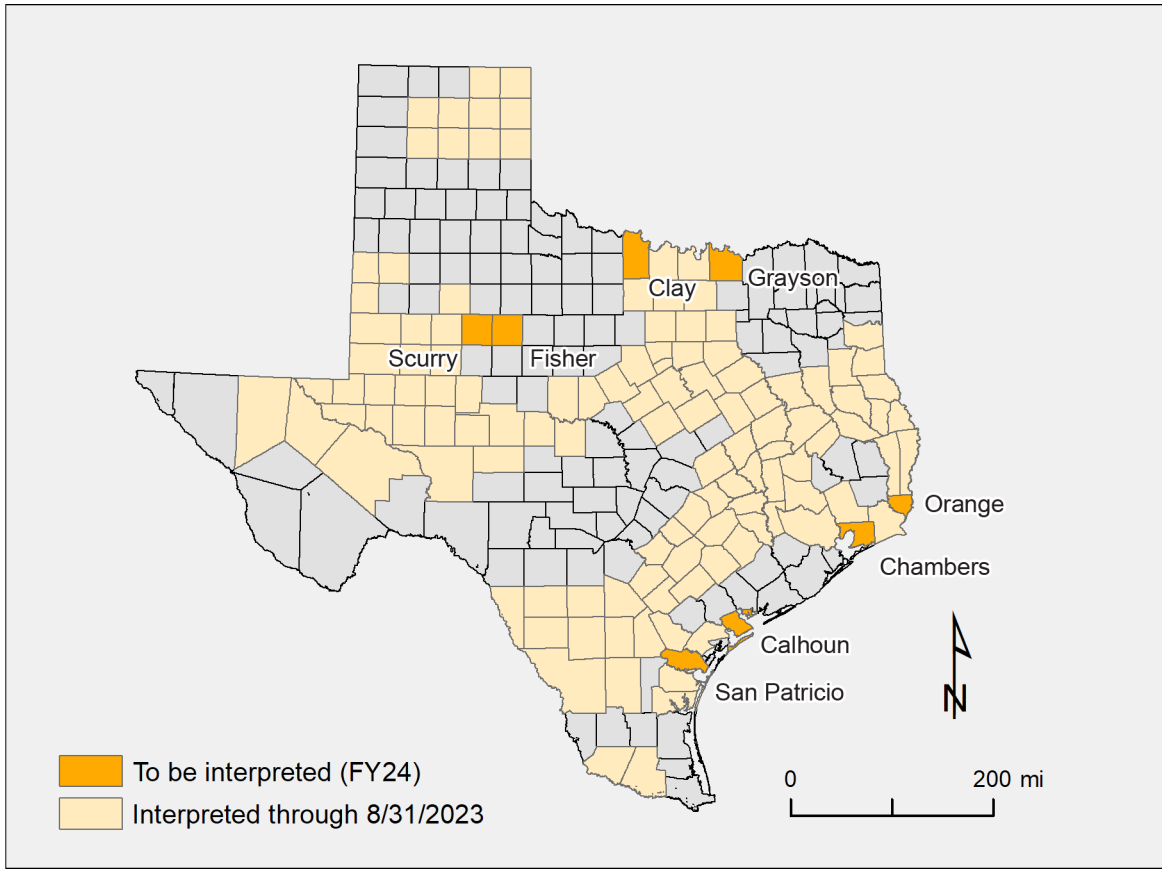 Grayson
Clay
Scurry
Fisher
Orange
Chambers
Calhoun
San Patricio
N
To be interpreted (FY24)
Interpreted through 8/31/2023
0 200 mi